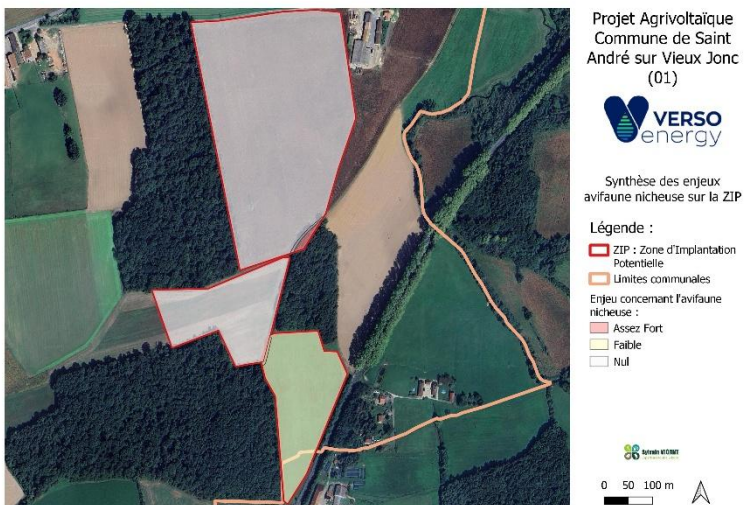 Projet Agrivoltaïque
Commune de Saint
André sur Vieux Jonc
(01)
VERSO
energy
Synthèse des enjeux
avifaune nicheuse sur la ZIP
Légende :
ZIP : Zone d'Implantation
Potentielle
Limites communales
Enjeu concernant l'avifaune
nicheuse :
Assez Fort
Faible
Nul
0 50 100 m